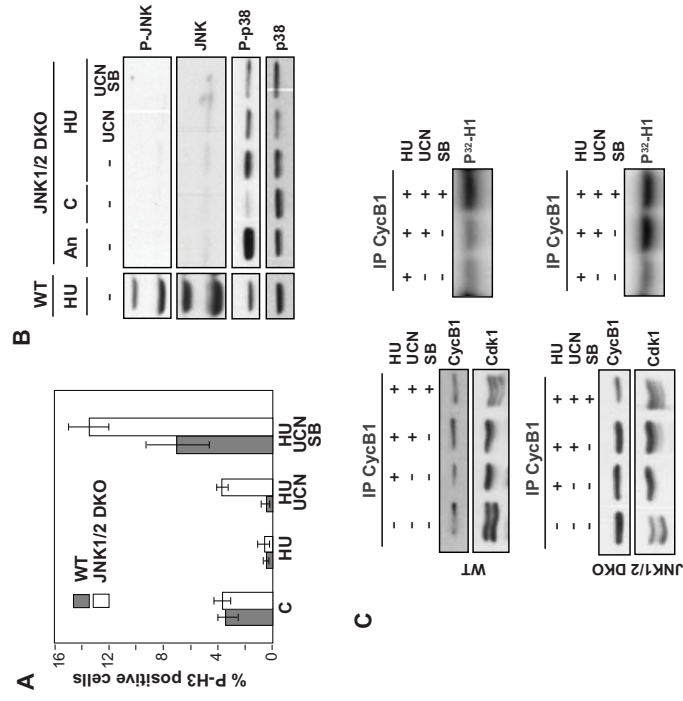 A
% P-H3 positive cells
16
12
8
4
0
WT
JNK1/2 DKO
C
HU
HU
UCN
HU
UCN
SB
B
WT JNK1/2 DKO
HU An C HU
- - - - UCN UCN
SB
P-JNK
JNK
P-p38
p38
C
WT
IP CycB1
- + + + HU
- - + + UCN
- - - + SB
CycB1
Cdk1
IP CycB1
+ + + HU
- + + UCN
- - + SB
P32-H1
JNK1/2 DKO
IP CycB1
- + + + HU
- - + + UCN
- - - + SB
CycB1
Cdk1
IP CycB1
+ + + HU
- + + UCN
- - + SB
P32-H1